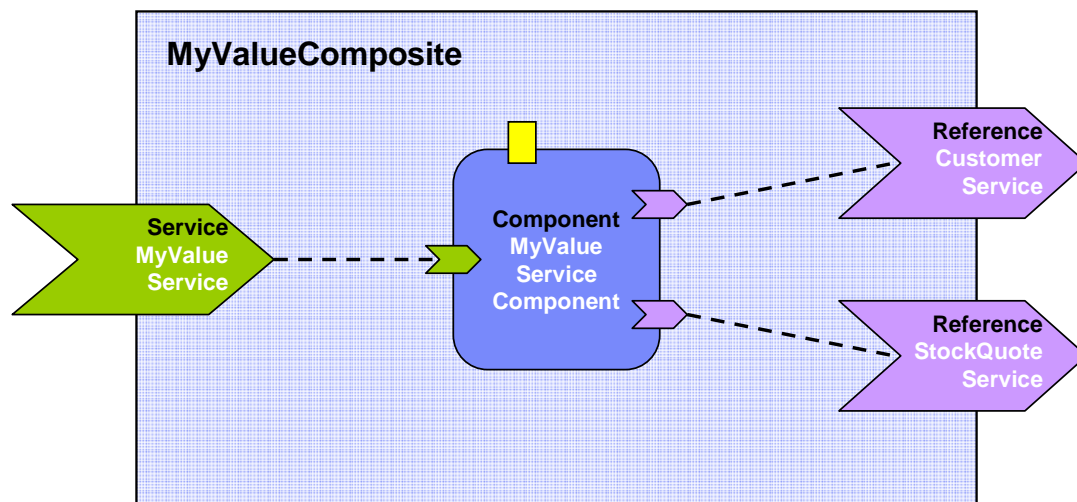 MyValueComposite
Service
MyValue
Service
Component
MyValue
Service
Component
Reference
Customer
Service
Reference
StockQuote
Service